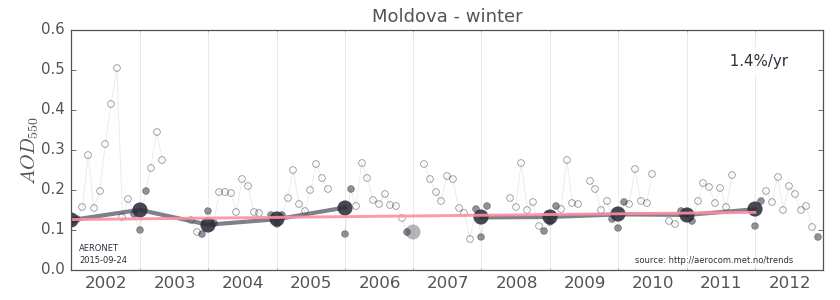 Moldova - winter
0.6
1.4%/yr
0.5
0.4
AOD550
0.3
0.2
0.1
AERONET
2015-09-24
source: http://aerocom.met.no/trends
0.0
2002 2003 2004 2005 2006 2007 2008 2009 2010 2011 2012